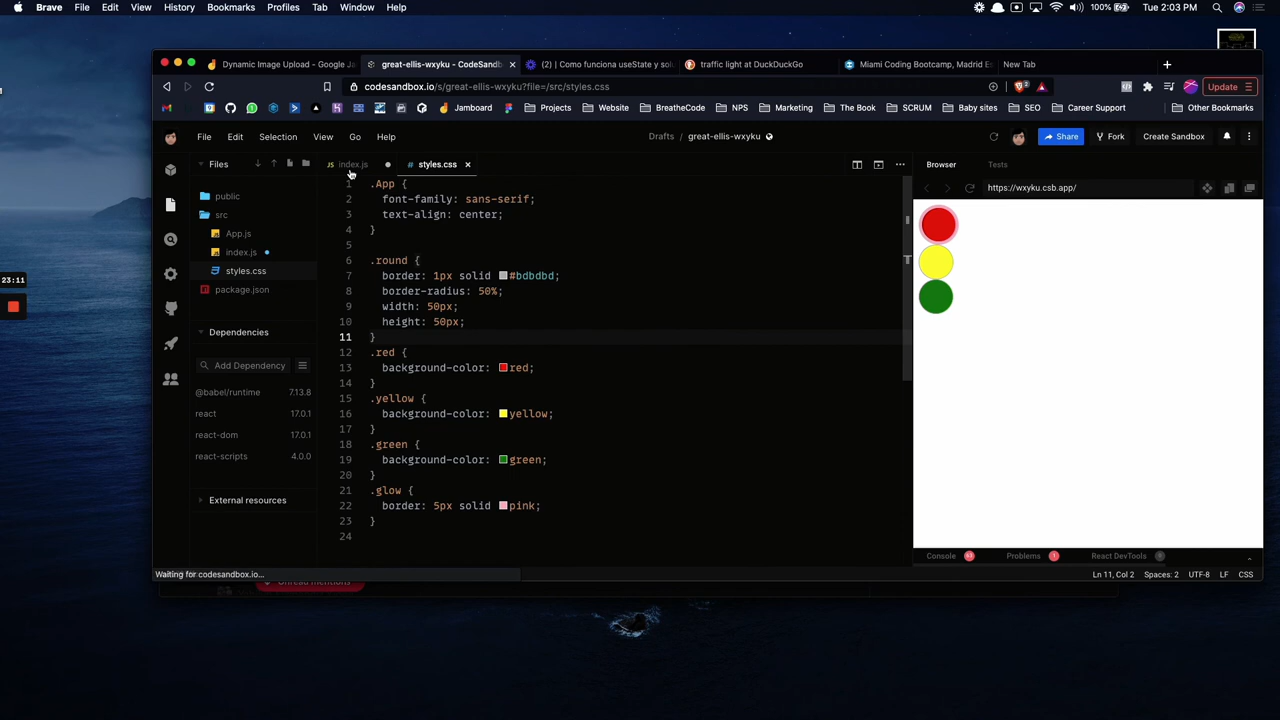 Brave File Edit View History Bookmarks Profiles Tab Window Help 100% Tue 2:03 PM
Dynamic Image Upload - Google Ja
great-ellis-wxyku - CodeSandb
(2) | Como funciona useState y sol
traffic light at DuckDuckGo
Miami Coding Bootcamp, Madrid E
New Tab
codesandbox.io/s/great-ellis-wxyku?file=/src/styles.css
Update
Jamboard Projects Website BreatheCode NPS Marketing The Book SCRUM Baby sites SEO Career Support Other Bookmarks
File Edit Selection View Go Help
Drafts / great-ellis-wxyku
Share Fork Create Sandbox
Files
public
src
App.js
index.js
styles.css
package.json
Dependencies
Add Dependency
@babel/runtime 7.13.8
react 17.0.1
react-dom 17.0.1
react-scripts 4.0.0
External resources
23:11
JS index.js
# styles.css
1 .App {
2 font-family: sans-serif;
3 text-align: center;
4 }
5
6 .round {
7 border: 1px solid #bdbdbd;
8 border-radius: 50%;
9 width: 50px;
10 height: 50px;
11 }
12 .red {
13 background-color: red;
14 }
15 .yellow {
16 background-color: yellow;
17 }
18 .green {
19 background-color: green;
20 }
21 .glow {
22 border: 5px solid pink;
23 }
24
Browser Tests
https://wxyku.csb.app/
Console Problems 1 React DevTools 0
Waiting for codesandbox.io...
Ln 11, Col 2 Spaces: 2 UTF-8 LF CSS
Unread mentions